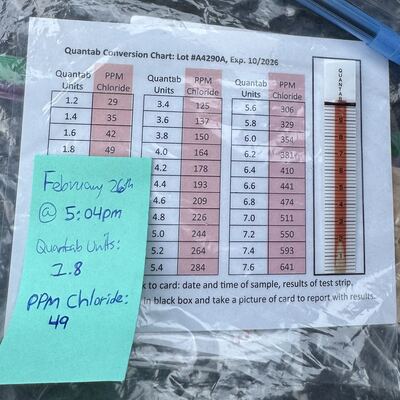 Quantab Conversion Chart: Lot #A4290A, Exp. 10/2026
Quantab Units PPM Chloride Quantab Units PPM Chloride Quantab Units PPM Chloride
1.2 29 3.4 125 5.6 306
1.4 35 3.6 137 5.8 329
1.6 42 3.8 150 6.0 354
1.8 49 4.0 164 6.2 381
4.2 178 6.4 410
4.4 193 6.6 441
4.6 209 6.8 474
4.8 226 7.0 511
5.0 244 7.2 550
5.2 264 7.4 593
5.4 284 7.6 641
QUANTAB
February 26th
@ 5:04pm
Quantab Units:
1.8
PPM Chloride:
49
to card: date and time of sample, results of test strip.
in black box and take a picture of card to report with results.